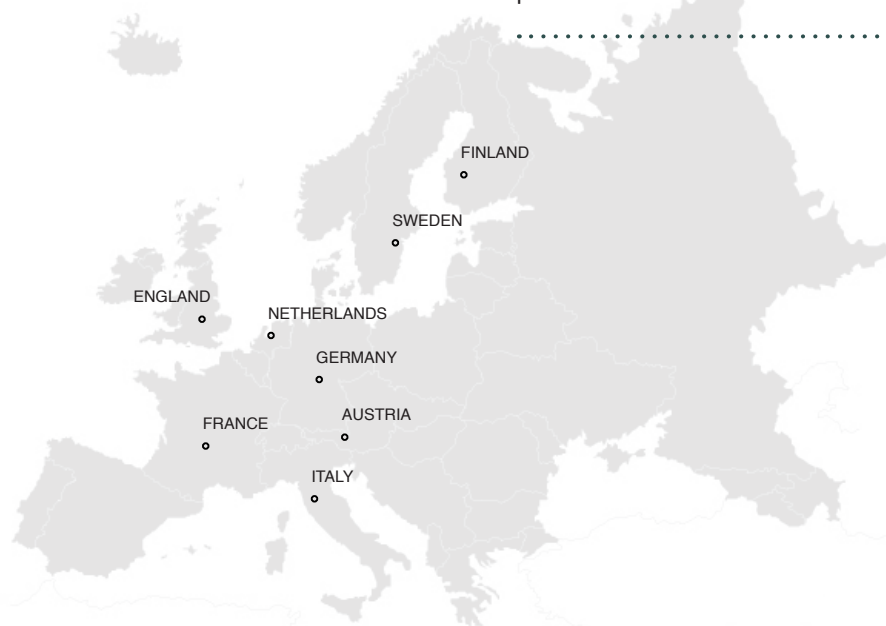 FINLAND
SWEDEN
ENGLAND
NETHERLANDS
GERMANY
AUSTRIA
FRANCE
ITALY